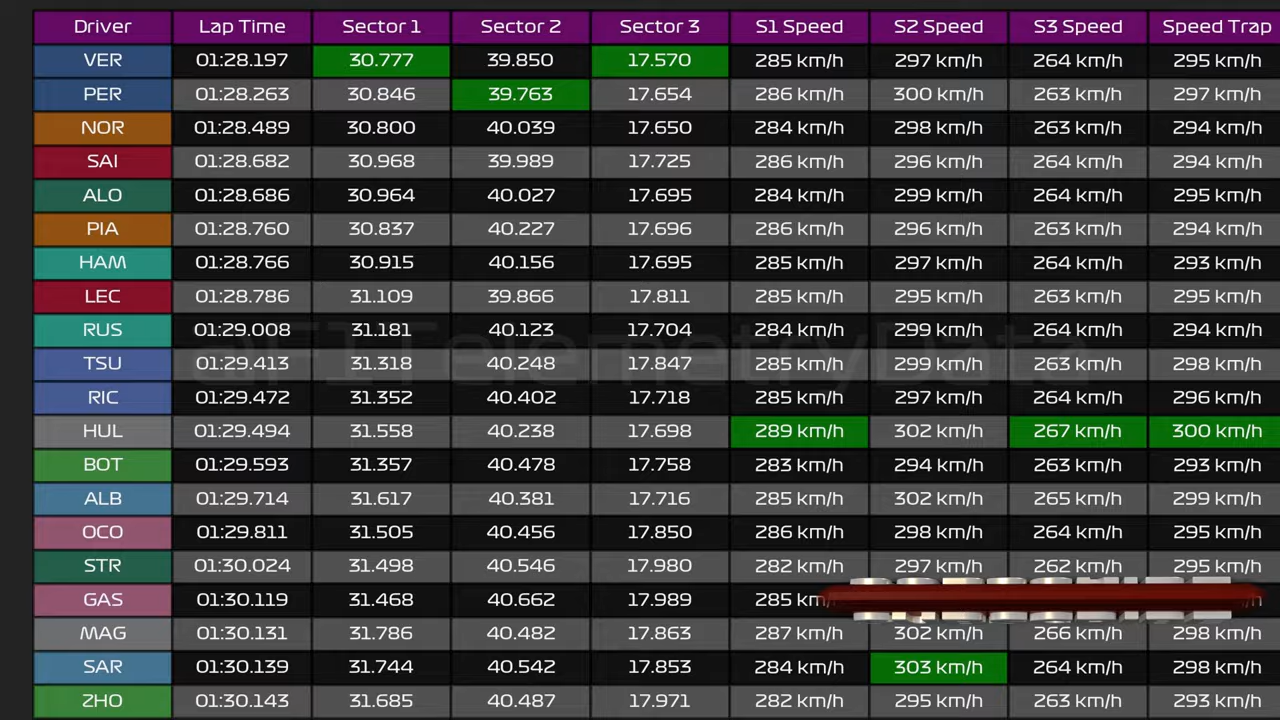 Driver Lap Time Sector 1 Sector 2 Sector 3 S1 Speed S2 Speed S3 Speed Speed Trap
VER 01:28.197 30.777 39.850 17.570 285 km/h 297 km/h 264 km/h 295 km/h
PER 01:28.263 30.846 39.763 17.654 286 km/h 300 km/h 263 km/h 297 km/h
NOR 01:28.489 30.800 40.039 17.650 284 km/h 298 km/h 263 km/h 294 km/h
SAI 01:28.682 30.968 39.989 17.725 286 km/h 296 km/h 264 km/h 294 km/h
ALO 01:28.686 30.964 40.027 17.695 284 km/h 299 km/h 264 km/h 295 km/h
PIA 01:28.760 30.837 40.227 17.696 286 km/h 296 km/h 263 km/h 294 km/h
HAM 01:28.766 30.915 40.156 17.695 285 km/h 297 km/h 264 km/h 293 km/h
LEC 01:28.786 31.109 39.866 17.811 285 km/h 295 km/h 263 km/h 295 km/h
RUS 01:29.008 31.181 40.123 17.704 284 km/h 299 km/h 264 km/h 294 km/h
@F1TelemetryData
TSU 01:29.413 31.318 40.248 17.847 285 km/h 299 km/h 263 km/h 298 km/h
RIC 01:29.472 31.352 40.402 17.718 285 km/h 297 km/h 264 km/h 296 km/h
HUL 01:29.494 31.558 40.238 17.698 289 km/h 302 km/h 267 km/h 300 km/h
BOT 01:29.593 31.357 40.478 17.758 283 km/h 294 km/h 263 km/h 293 km/h
ALB 01:29.714 31.617 40.381 17.716 285 km/h 302 km/h 265 km/h 299 km/h
OCO 01:29.811 31.505 40.456 17.850 286 km/h 298 km/h 264 km/h 295 km/h
STR 01:30.024 31.498 40.546 17.980 282 km/h 297 km/h 262 km/h 295 km/h
GAS 01:30.119 31.468 40.662 17.989 285 km/h
MAG 01:30.131 31.786 40.482 17.863 287 km/h 302 km/h 266 km/h 298 km/h
SAR 01:30.139 31.744 40.542 17.853 284 km/h 303 km/h 264 km/h 298 km/h
ZHO 01:30.143 31.685 40.487 17.971 282 km/h 295 km/h 263 km/h 293 km/h